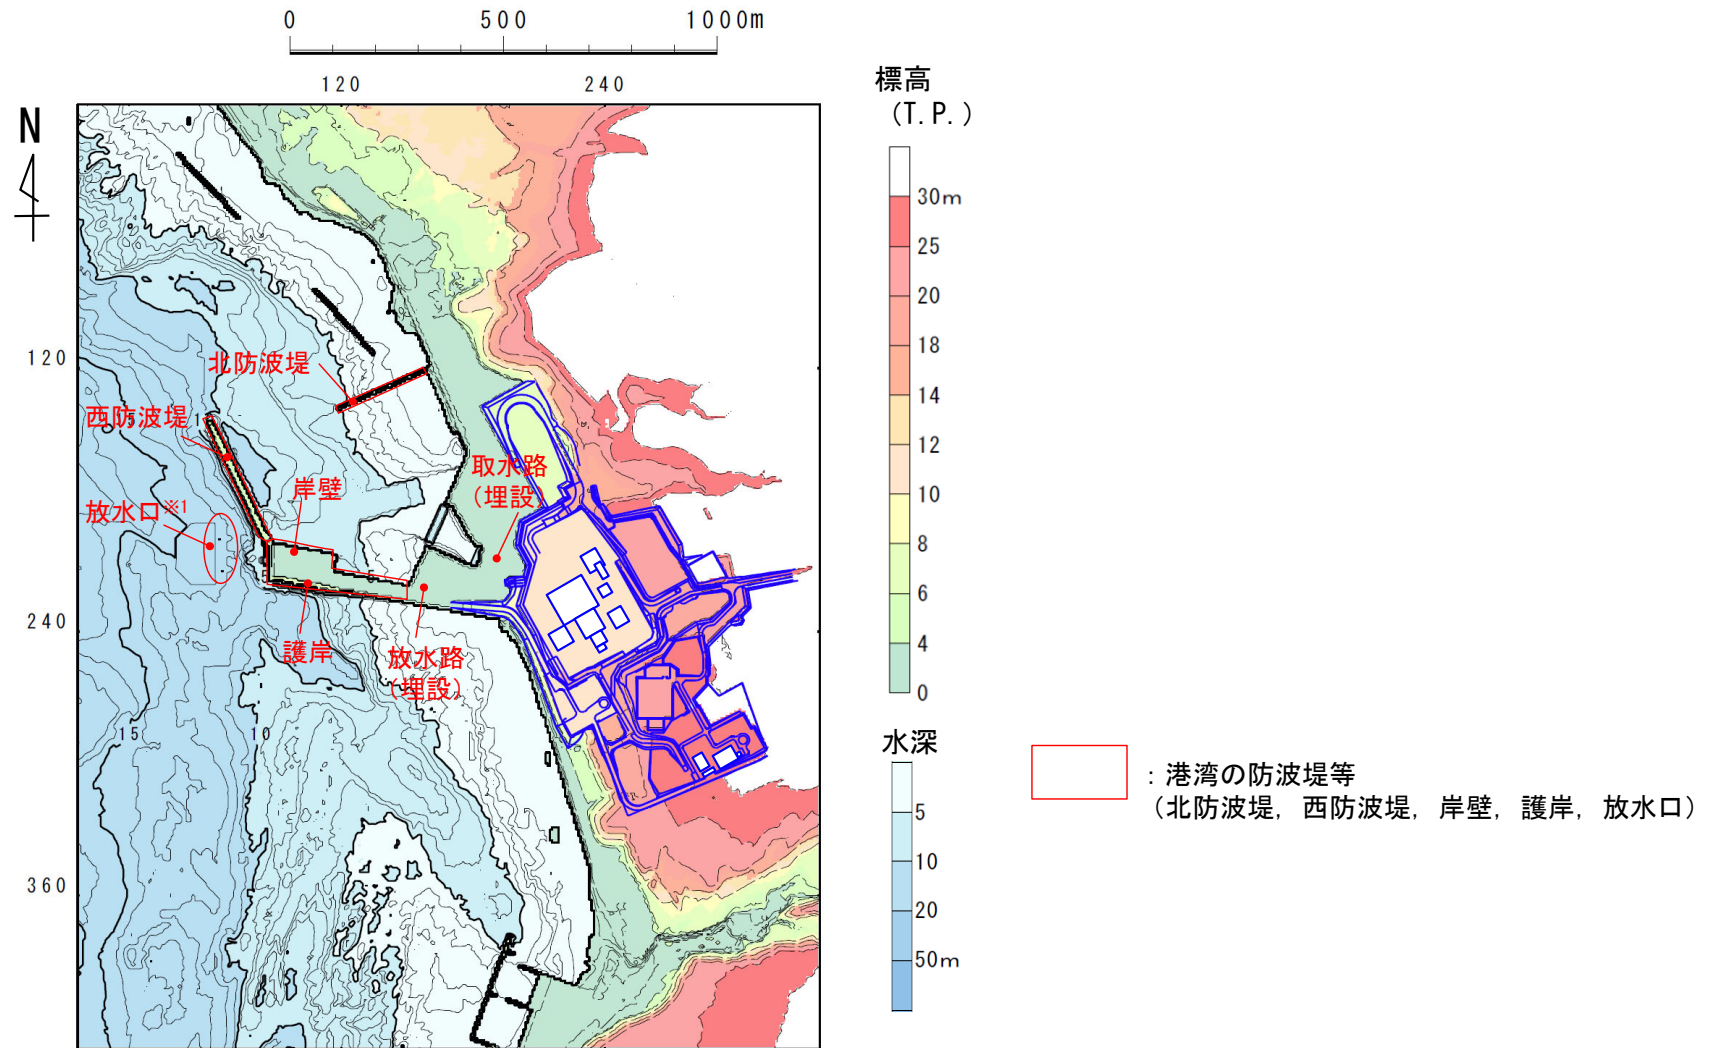 0 500 1000m
120 240
標高
(T.P.)
N
30m
25
20
18
14
12
10
8
6
4
0
120
240
360
北防波堤
西防波堤
放水口※1
岸壁
取水路
(埋設)
護岸
放水路
(埋設)
15
10
水深
5
10
20
50m
:港湾の防波堤等
(北防波堤,西防波堤,岸壁,護岸,放水口)